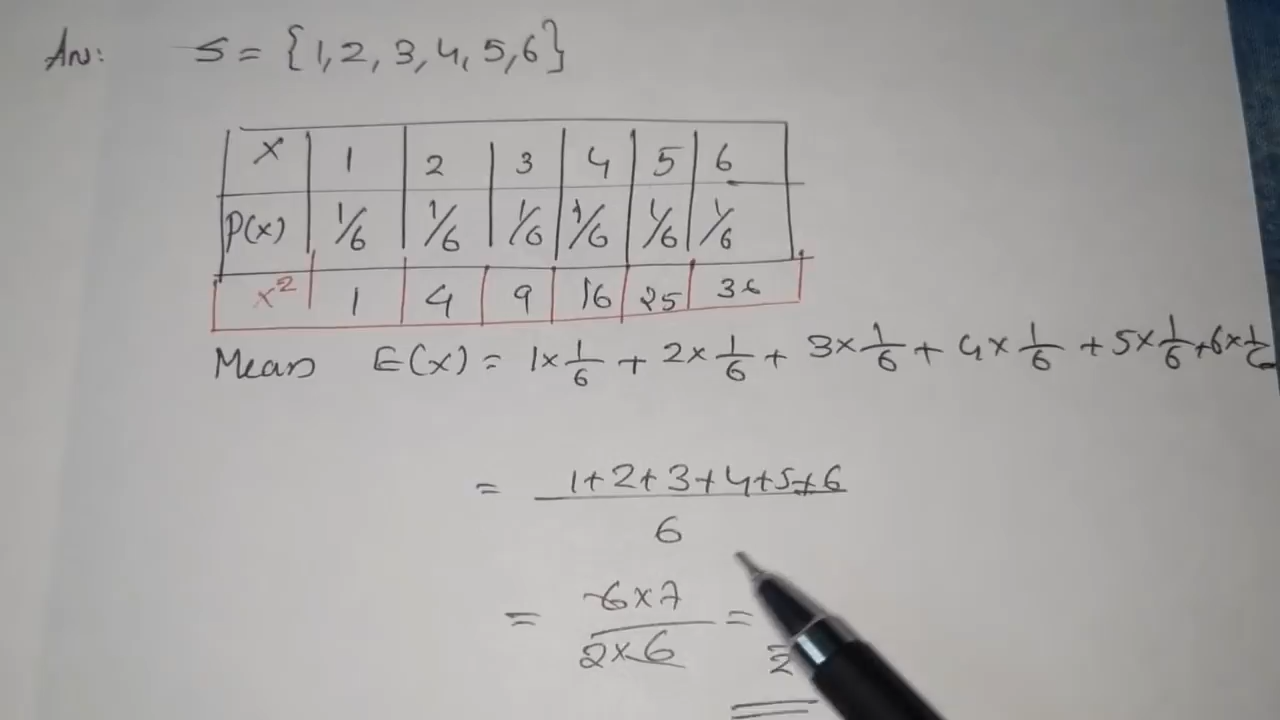 Ans: S = {1, 2, 3, 4, 5, 6}
X 1 2 3 4 5 6
P(x) 1/6 1/6 1/6 1/6 1/6 1/6
X² 1 4 9 16 25 36
Mean E(X) = 1×1/6 + 2×1/6 + 3×1/6 + 4×1/6 + 5×1/6 + 6×1/6
= (1+2+3+4+5+6)/6
= (6×7)/(2×6) = /2